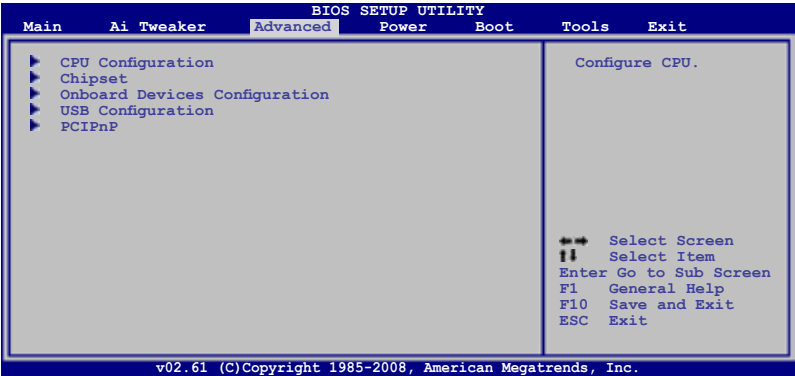 BIOS SETUP UTILITY
Main Ai Tweaker Advanced Power Boot Tools Exit
CPU Configuration
Chipset
Onboard Devices Configuration
USB Configuration
PCIPnP
Configure CPU.
Select Screen
Select Item
Enter Go to Sub Screen
F1 General Help
F10 Save and Exit
ESC Exit
v02.61 (C)Copyright 1985-2008, American Megatrends, Inc.